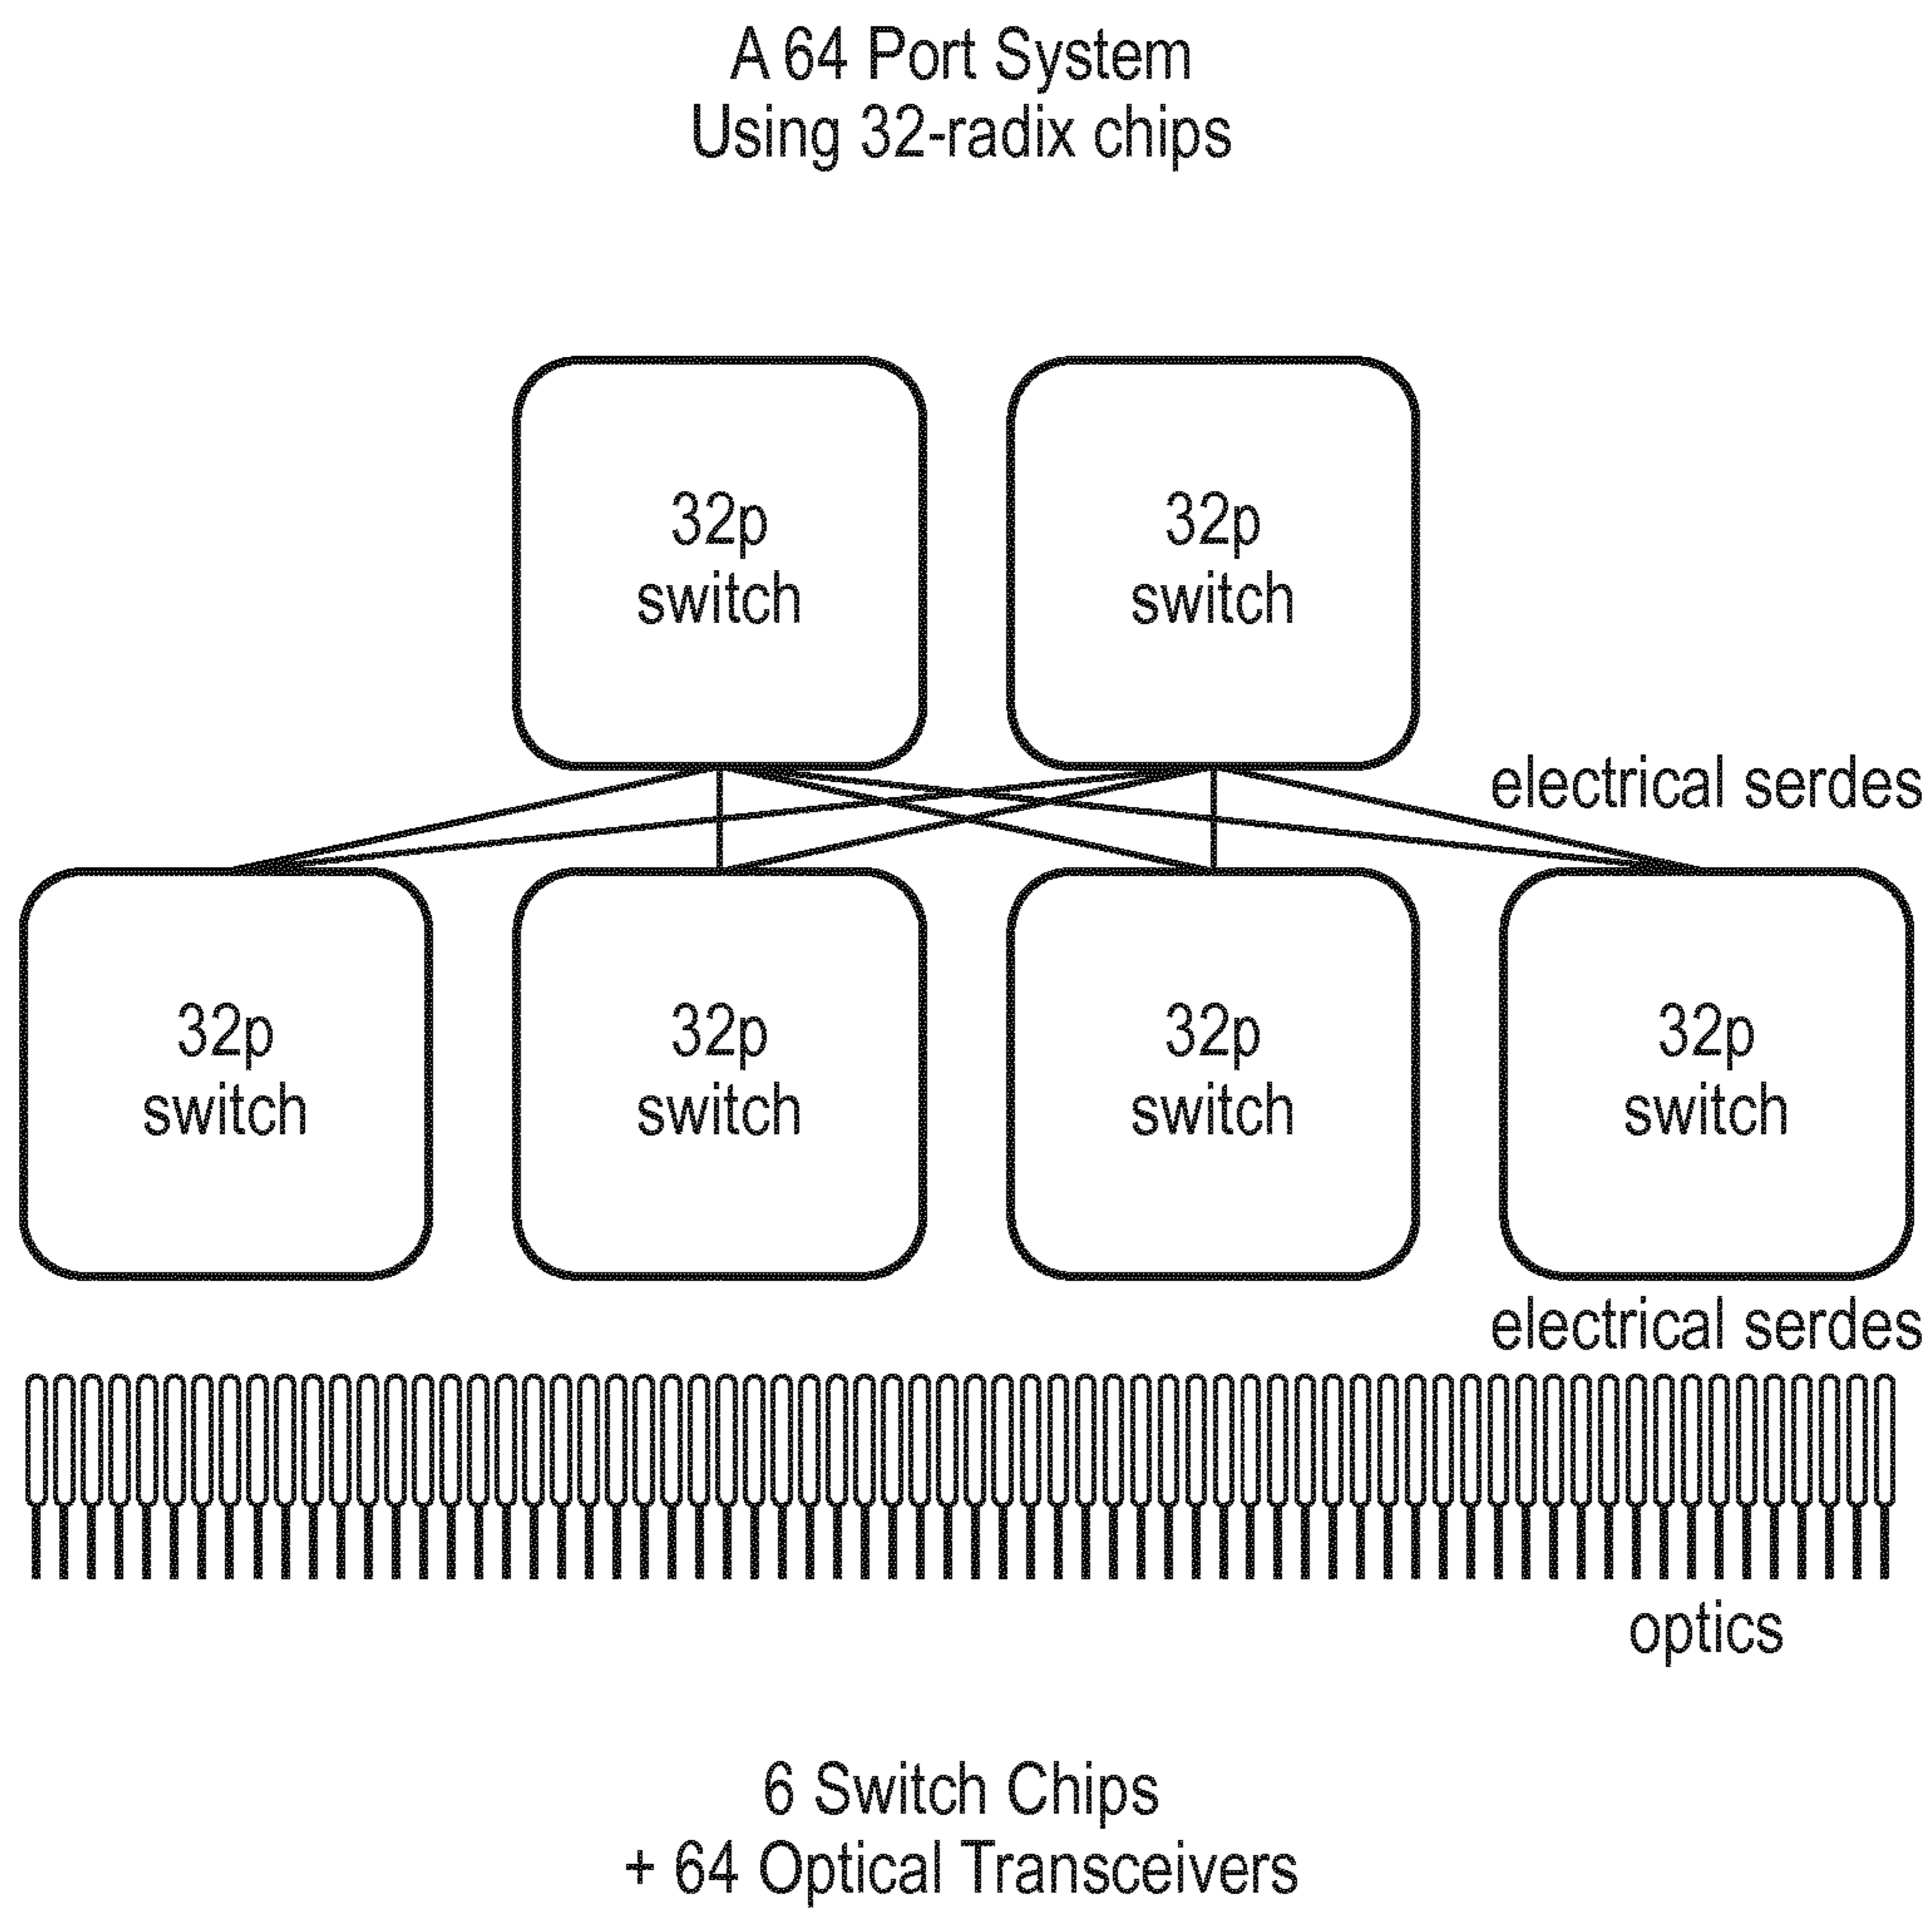 A 64 Port System
Using 32-radix chips
32p
switch
32p
switch
electrical serdes
32p
switch
32p
switch
32p
switch
32p
switch
electrical serdes
optics
6 Switch Chips
+ 64 Optical Transceivers